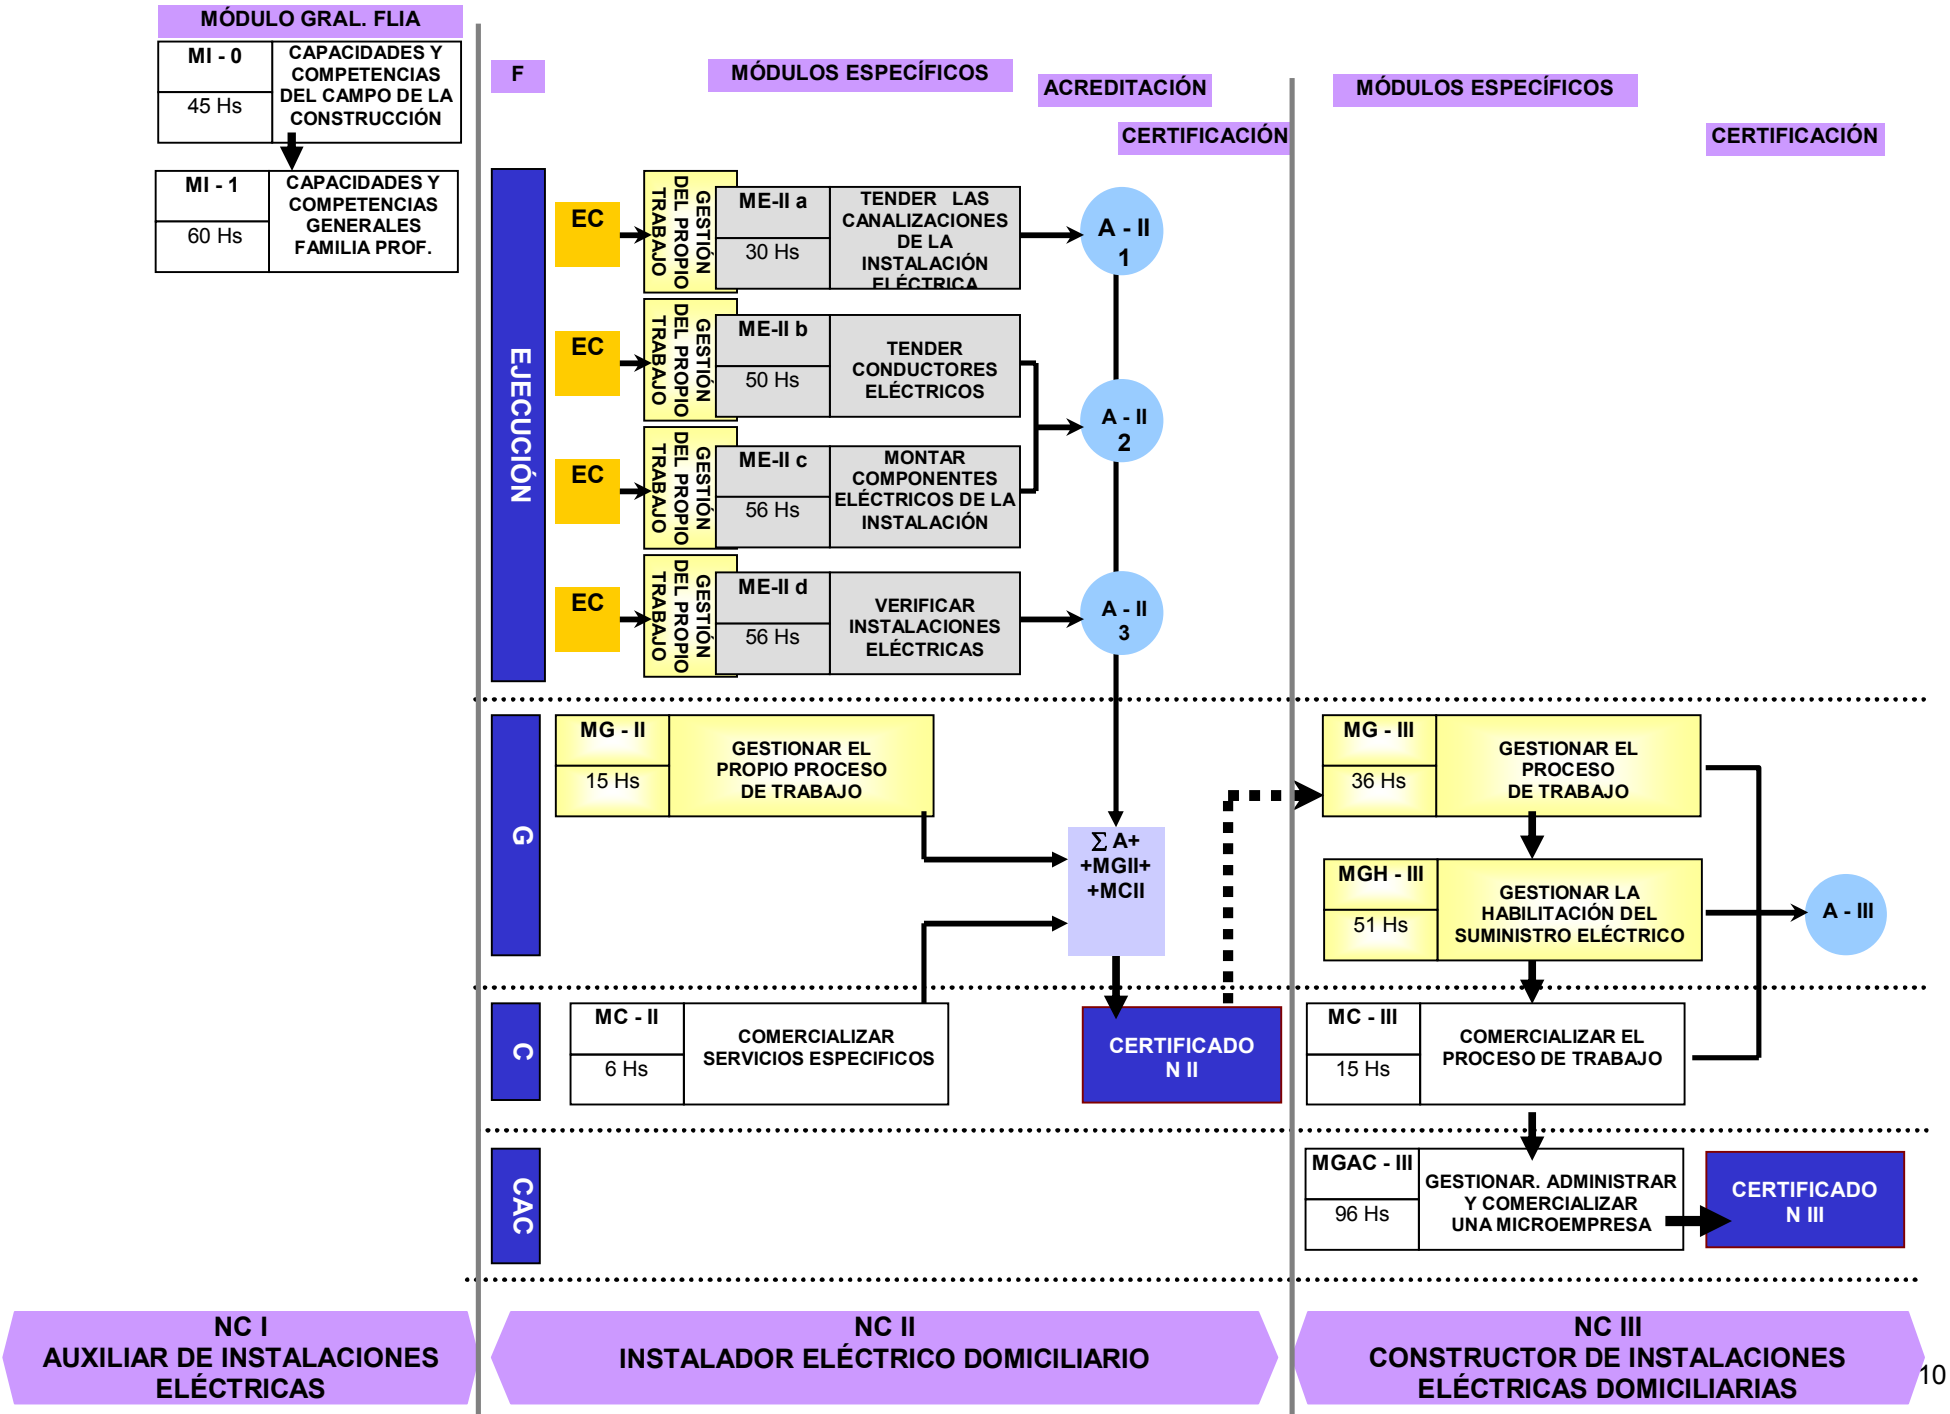 MÓDULO GRAL. FLIA
MI - 0
45 Hs
CAPACIDADES Y
COMPETENCIAS
DEL CAMPO DE LA
CONSTRUCCIÓN
MI - 1
60 Hs
CAPACIDADES Y
COMPETENCIAS
GENERALES
FAMILIA PROF.
F
MÓDULOS ESPECÍFICOS
ACREDITACIÓN
CERTIFICACIÓN
MÓDULOS ESPECÍFICOS
CERTIFICACIÓN
EJECUCIÓN
EC
GESTIÓN
DEL PROPIO
TRABAJO
ME-II a
30 Hs
TENDER LAS
CANALIZACIONES
DE LA
INSTALACIÓN
ELÉCTRICA
A - II
1
EC
GESTIÓN
DEL PROPIO
TRABAJO
ME-II b
50 Hs
TENDER
CONDUCTORES
ELÉCTRICOS
A - II
2
EC
GESTIÓN
DEL PROPIO
TRABAJO
ME-II c
56 Hs
MONTAR
COMPONENTES
ELÉCTRICOS DE LA
INSTALACIÓN
EC
GESTIÓN
DEL PROPIO
TRABAJO
ME-II d
56 Hs
VERIFICAR
INSTALACIONES
ELÉCTRICAS
A - II
3
G
MG - II
15 Hs
GESTIONAR EL
PROPIO PROCESO
DE TRABAJO
Σ A+
+MGII+
+MCII
MG - III
36 Hs
GESTIONAR EL
PROCESO
DE TRABAJO
MGH - III
51 Hs
GESTIONAR LA
HABILITACIÓN DEL
SUMINISTRO ELÉCTRICO
A - III
C
MC - II
6 Hs
COMERCIALIZAR
SERVICIOS ESPECIFICOS
CERTIFICADO
N II
MC - III
15 Hs
COMERCIALIZAR EL
PROCESO DE TRABAJO
CAC
MGAC - III
96 Hs
GESTIONAR. ADMINISTRAR
Y COMERCIALIZAR
UNA MICROEMPRESA
CERTIFICADO
N III
NC I
AUXILIAR DE INSTALACIONES
ELÉCTRICAS
NC II
INSTALADOR ELÉCTRICO DOMICILIARIO
NC III
CONSTRUCTOR DE INSTALACIONES
ELÉCTRICAS DOMICILIARIAS
10